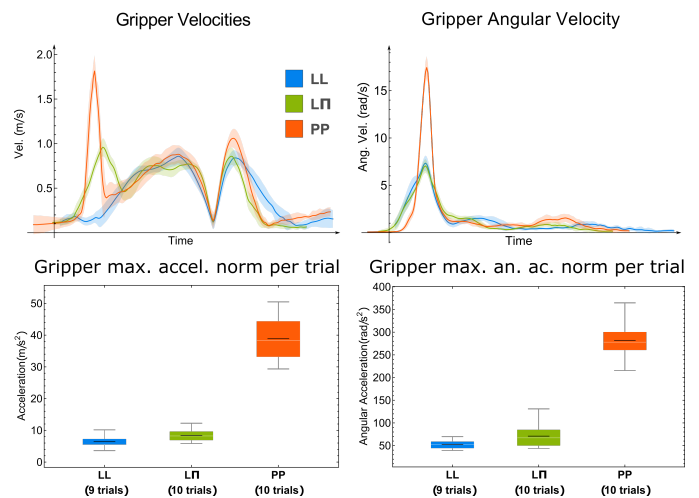 Gripper Velocities
Gripper Angular Velocity
2.0
1.5
1.0
0.5
Vel. (m/s)
Time
LL
LΠ
PP
15
10
5
Ang. Vel. (rad/s)
Time
Gripper max. accel. norm per trial
Gripper max. an. ac. norm per trial
50
40
30
20
10
0
Acceleration(m/s²)
LL LΠ PP
(9 trials) (10 trials) (10 trials)
400
350
300
250
200
150
100
50
Angular Acceleration(rad/s²)
LL LΠ PP
(9 trials) (10 trials) (10 trials)